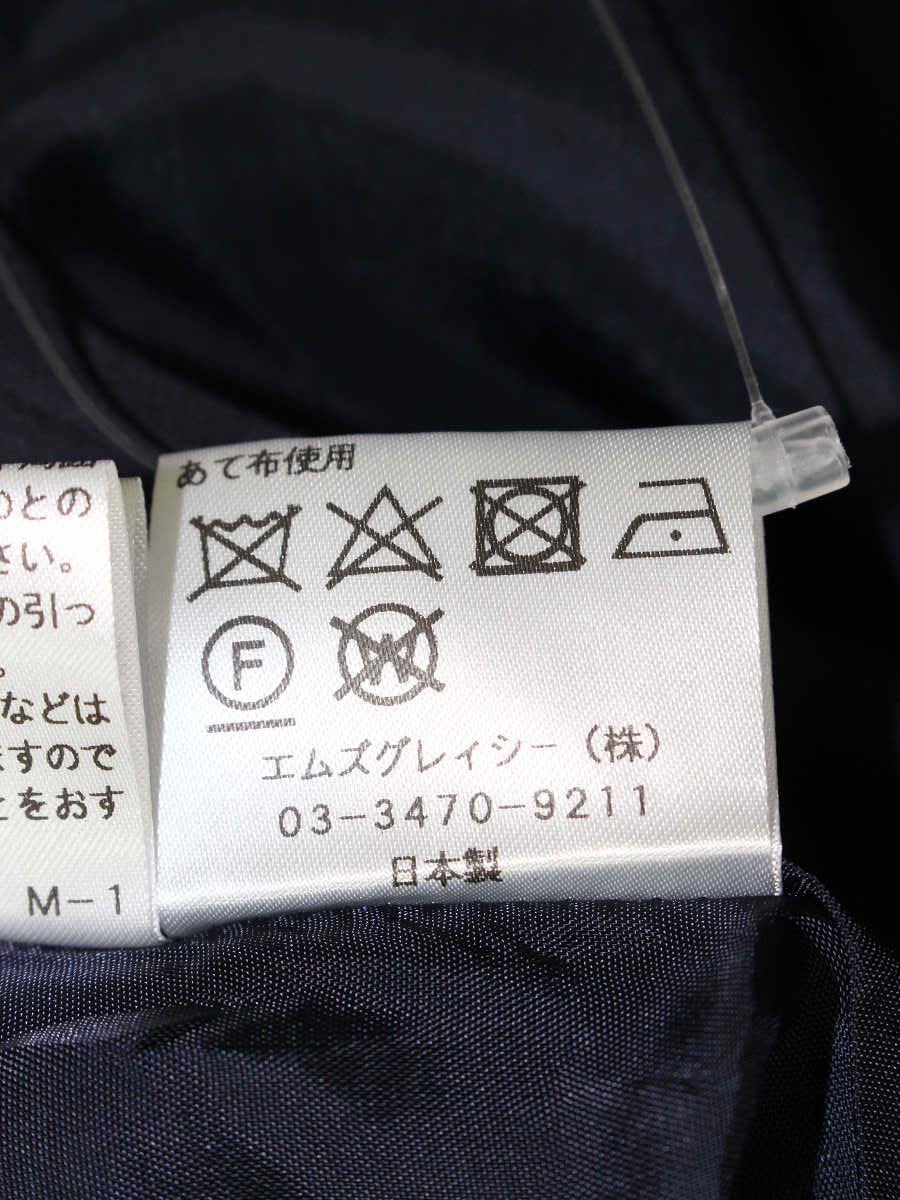 との
さい。
の引っ
。
などは
ますので
とをおす
M-1
あて布使用
F
W
エムズグレイシー（株）
03-3470-9211
日本製